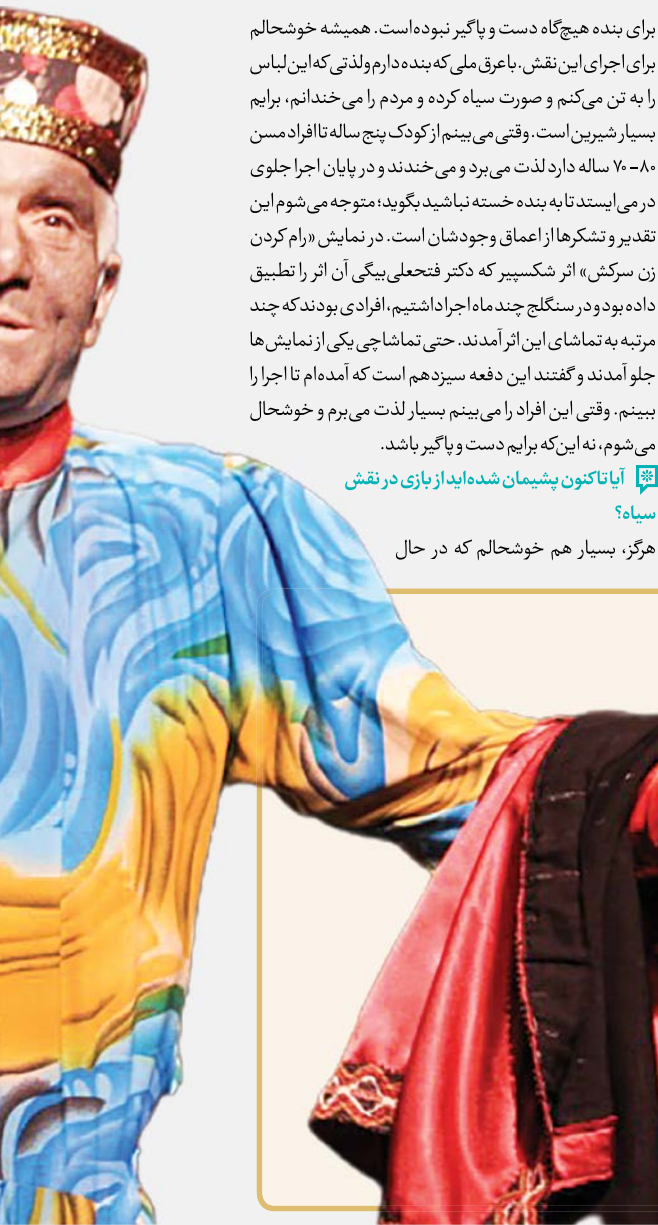 برای بنده هیچ‌گاه دست و پاگیر نبوده‌است. همیشه خوشحالم
برای اجرای این نقش. با عرق ملی که بنده دارم و لذتی که این لباس
را به تن می‌کنم و صورت سیاه کرده و مردم را می‌خندانم، برایم
بسیار شیرین است. وقتی می‌بینم از کودک پنج ساله تا افراد مسن
۸۰-۷۰ ساله دارد لذت می‌برد و می‌خندند و در پایان اجرا جلوی
در می‌ایستد تا به بنده خسته نباشید بگوید؛ متوجه می‌شوم این
تقدیر و تشکرها از اعماق وجودشان است. در نمایش «رام کردن
زن سرکش» اثر شکسپیر که دکتر فتحعلی‌بیگی آن اثر را تطبیق
داده بود و در سنگلج چند ماه اجرا داشتیم، افرادی بودند که چند
مرتبه به تماشای این اثر آمدند. حتی تماشاچی یکی از نمایش‌ها
جلو آمدند و گفتند این دفعه سیزدهم است که آمده‌ام تا اجرا را
ببینم. وقتی این افراد را می‌بینم بسیار لذت می‌برم و خوشحال
می‌شوم، نه این‌که برایم دست و پاگیر باشد.
آیا تاکنون پشیمان شده‌اید از بازی در نقش
سیاه؟
هرگز، بسیار هم خوشحالم که در حال